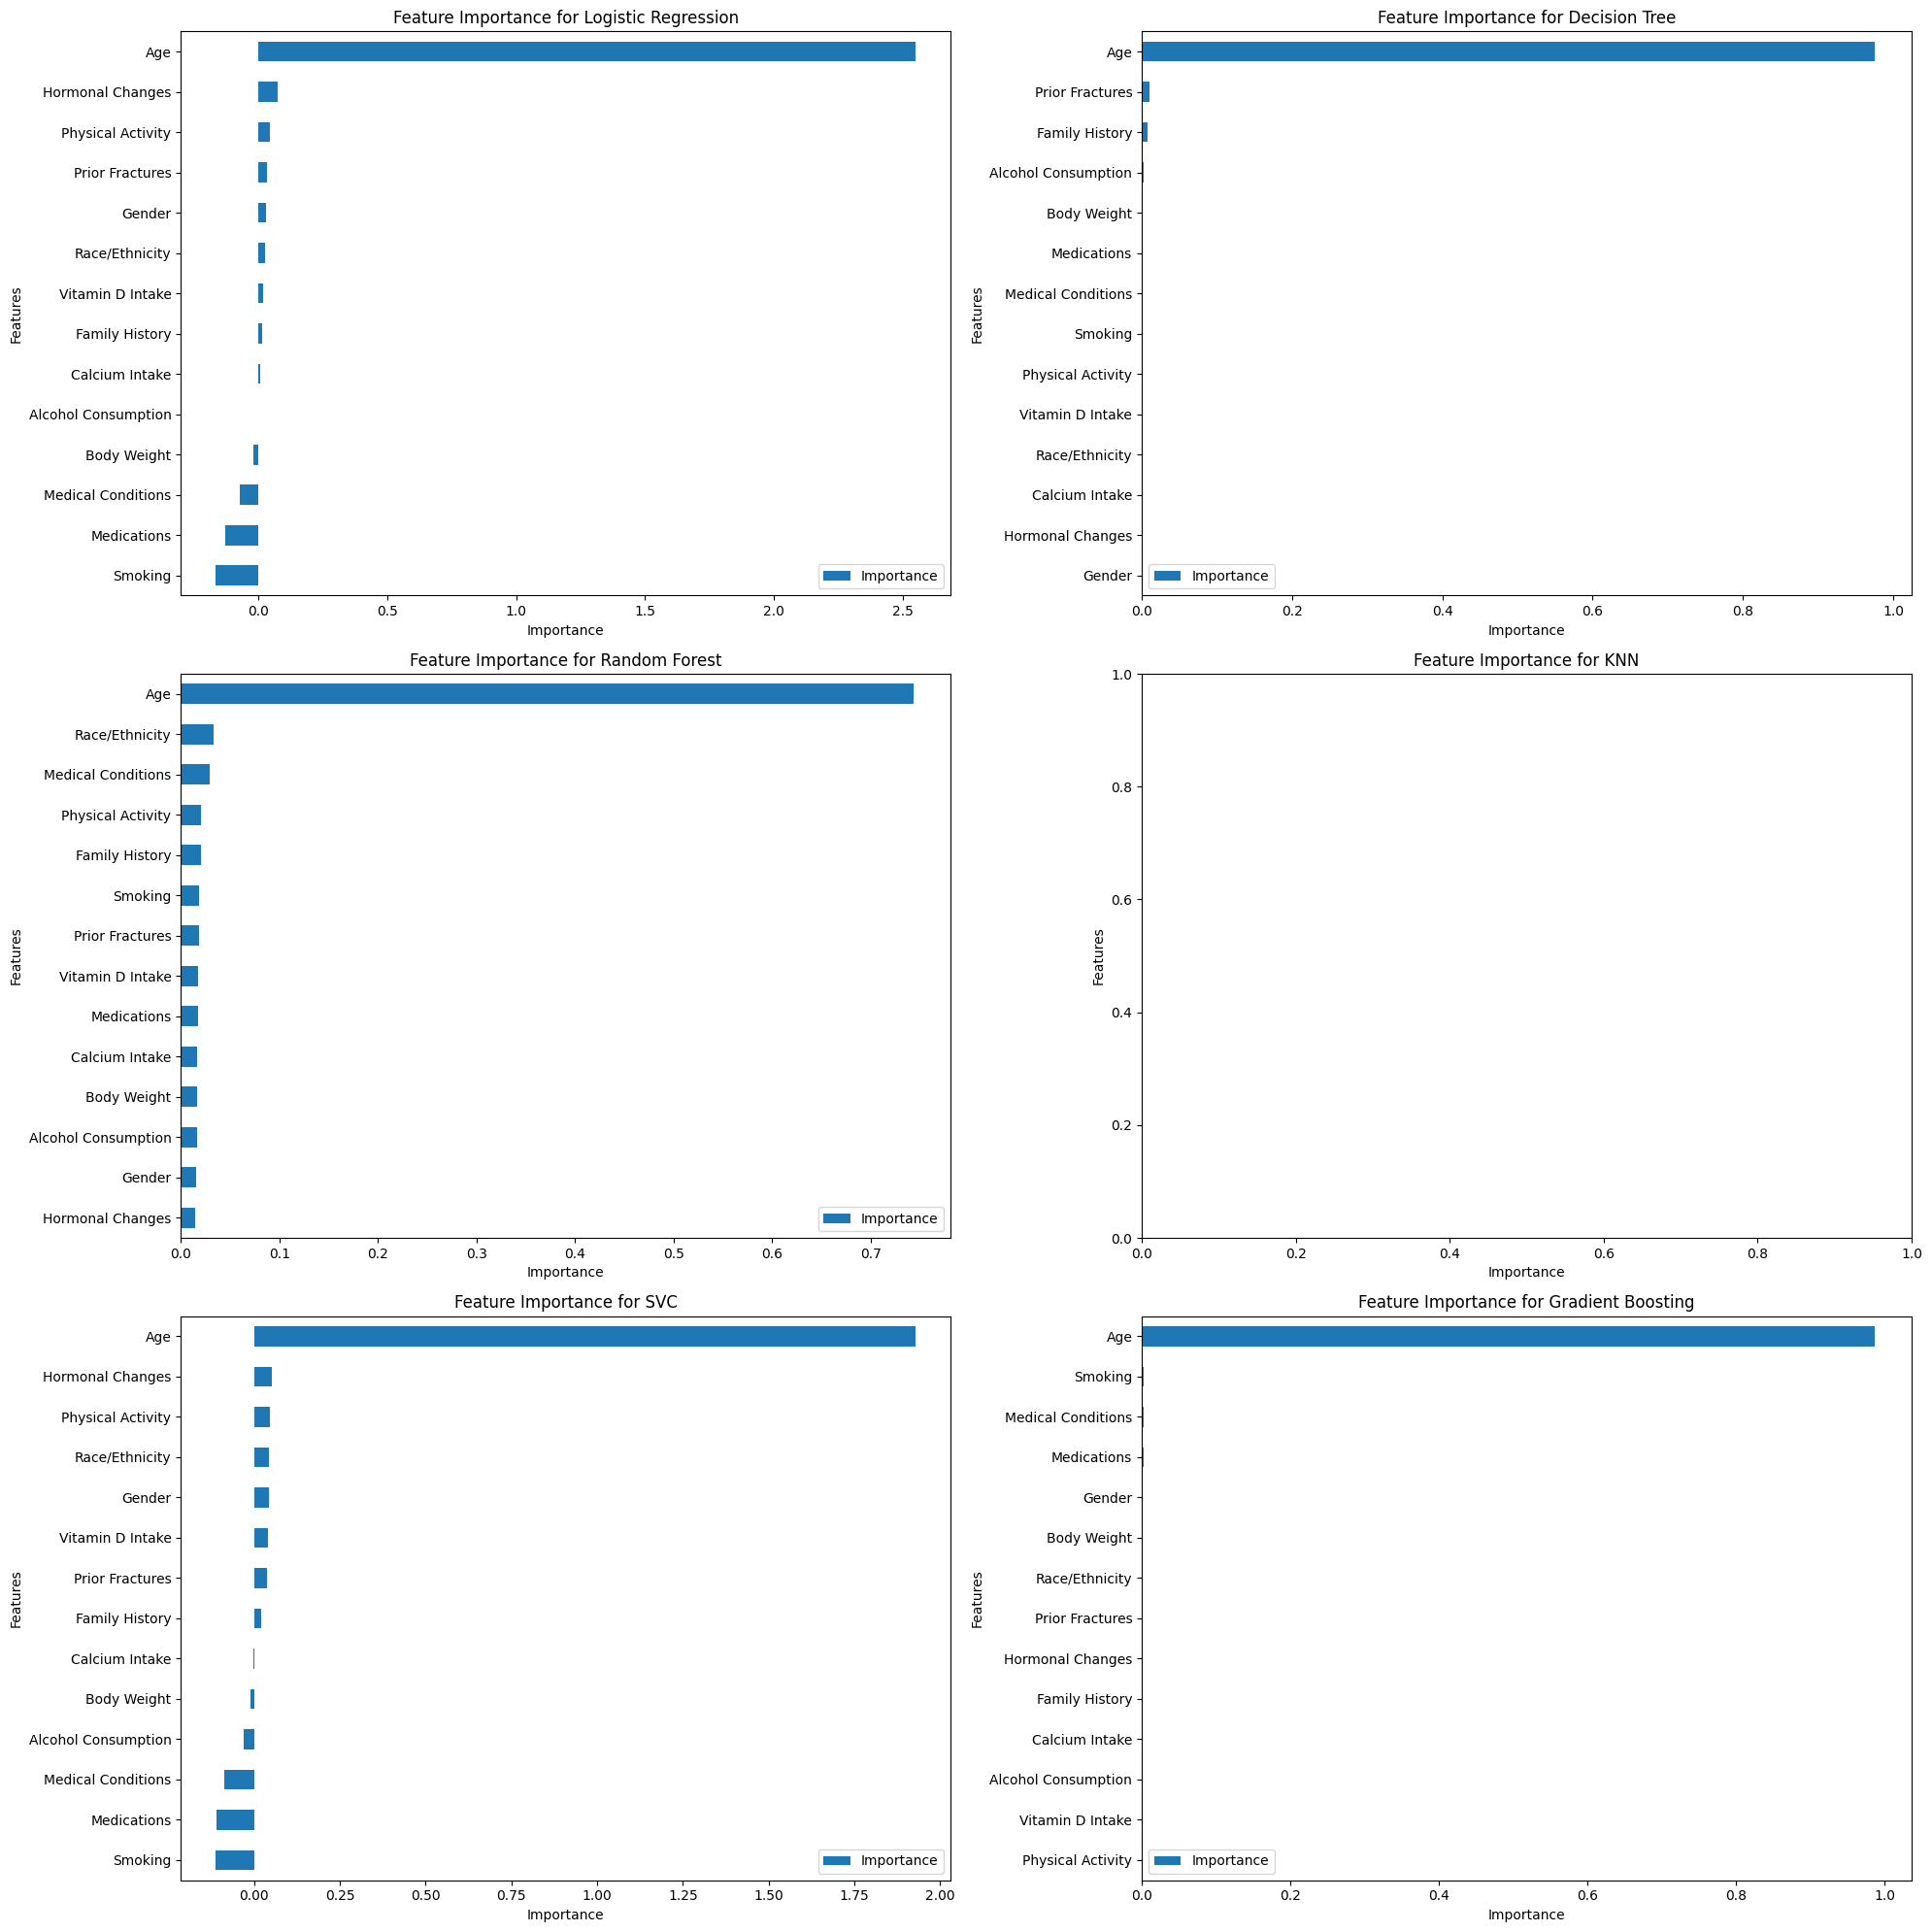 Feature Importance for Logistic Regression
Age
Hormonal Changes
Physical Activity
Prior Fractures
Gender
Race/Ethnicity
Vitamin D Intake
Family History
Calcium Intake
Alcohol Consumption
Body Weight
Medical Conditions
Medications
Smoking
Features
Importance
0.0 0.5 1.0 1.5 2.0 2.5
Importance
Feature Importance for Decision Tree
Age
Prior Fractures
Family History
Alcohol Consumption
Body Weight
Medications
Medical Conditions
Smoking
Physical Activity
Vitamin D Intake
Race/Ethnicity
Calcium Intake
Hormonal Changes
Gender
Features
Importance
0.0 0.2 0.4 0.6 0.8 1.0
Importance
Feature Importance for Random Forest
Age
Race/Ethnicity
Medical Conditions
Physical Activity
Family History
Smoking
Prior Fractures
Vitamin D Intake
Medications
Calcium Intake
Body Weight
Alcohol Consumption
Gender
Hormonal Changes
Features
Importance
0.0 0.1 0.2 0.3 0.4 0.5 0.6 0.7
Importance
Feature Importance for KNN
1.0
0.8
0.6
0.4
0.2
0.0
Features
0.0 0.2 0.4 0.6 0.8 1.0
Importance
Feature Importance for SVC
Age
Hormonal Changes
Physical Activity
Race/Ethnicity
Gender
Vitamin D Intake
Prior Fractures
Family History
Calcium Intake
Body Weight
Alcohol Consumption
Medical Conditions
Medications
Smoking
Features
Importance
0.00 0.25 0.50 0.75 1.00 1.25 1.50 1.75 2.00
Importance
Feature Importance for Gradient Boosting
Age
Smoking
Medical Conditions
Medications
Gender
Body Weight
Race/Ethnicity
Prior Fractures
Hormonal Changes
Family History
Calcium Intake
Alcohol Consumption
Vitamin D Intake
Physical Activity
Features
Importance
0.0 0.2 0.4 0.6 0.8 1.0
Importance